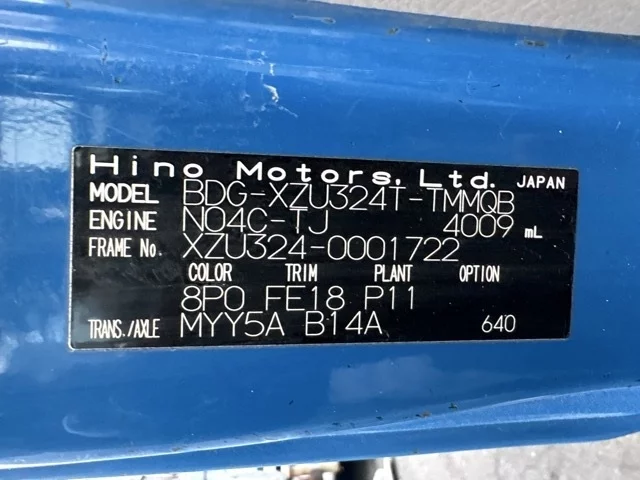 Hino Motors, Ltd. JAPAN
MODEL BDG-XZU324T-TMMQB
ENGINE N04C-TJ 4009 mL
FRAME No. XZU324-0001722
COLOR TRIM PLANT OPTION
8P0 FE18 P11
TRANS./AXLE MYY5A B14A 640